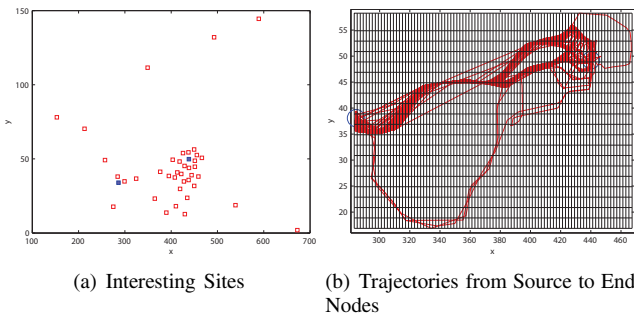 150
100
50
0
y
100 200 300 400 500 600 700
x
55
50
45
40
35
30
25
20
y
300 320 340 360 380 400 420 440 460
x
(a) Interesting Sites
(b) Trajectories from Source to End
Nodes